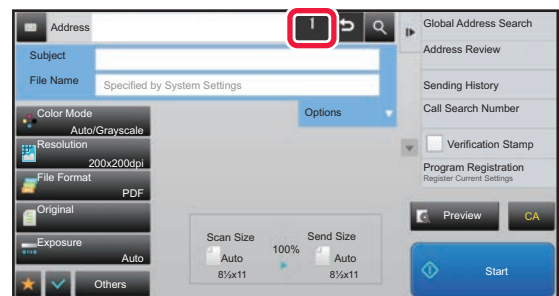 Address
1
Subject
File Name
Specified by System Settings
Options
Color Mode
Auto/Grayscale
Resolution
200x200dpi
File Format
PDF
Original
Exposure
Auto
Others
Scan Size
Auto
8½x11
100%
Send Size
Auto
8½x11
Global Address Search
Address Review
Sending History
Call Search Number
Verification Stamp
Program Registration
Register Current Settings
Preview
CA
Start